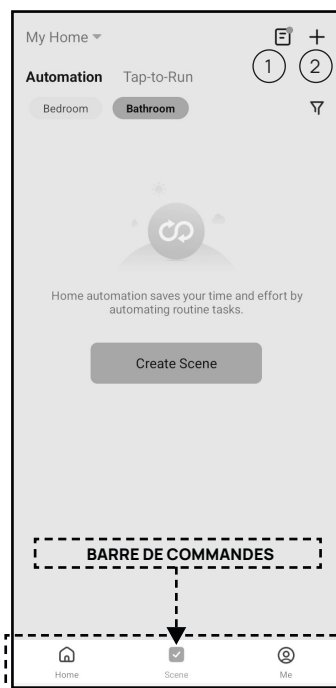 My Home
1 2
Automation Tap-to-Run
Bedroom Bathroom
Home automation saves your time and effort by
automating routine tasks.
Create Scene
BARRE DE COMMANDES
Home Scene Me